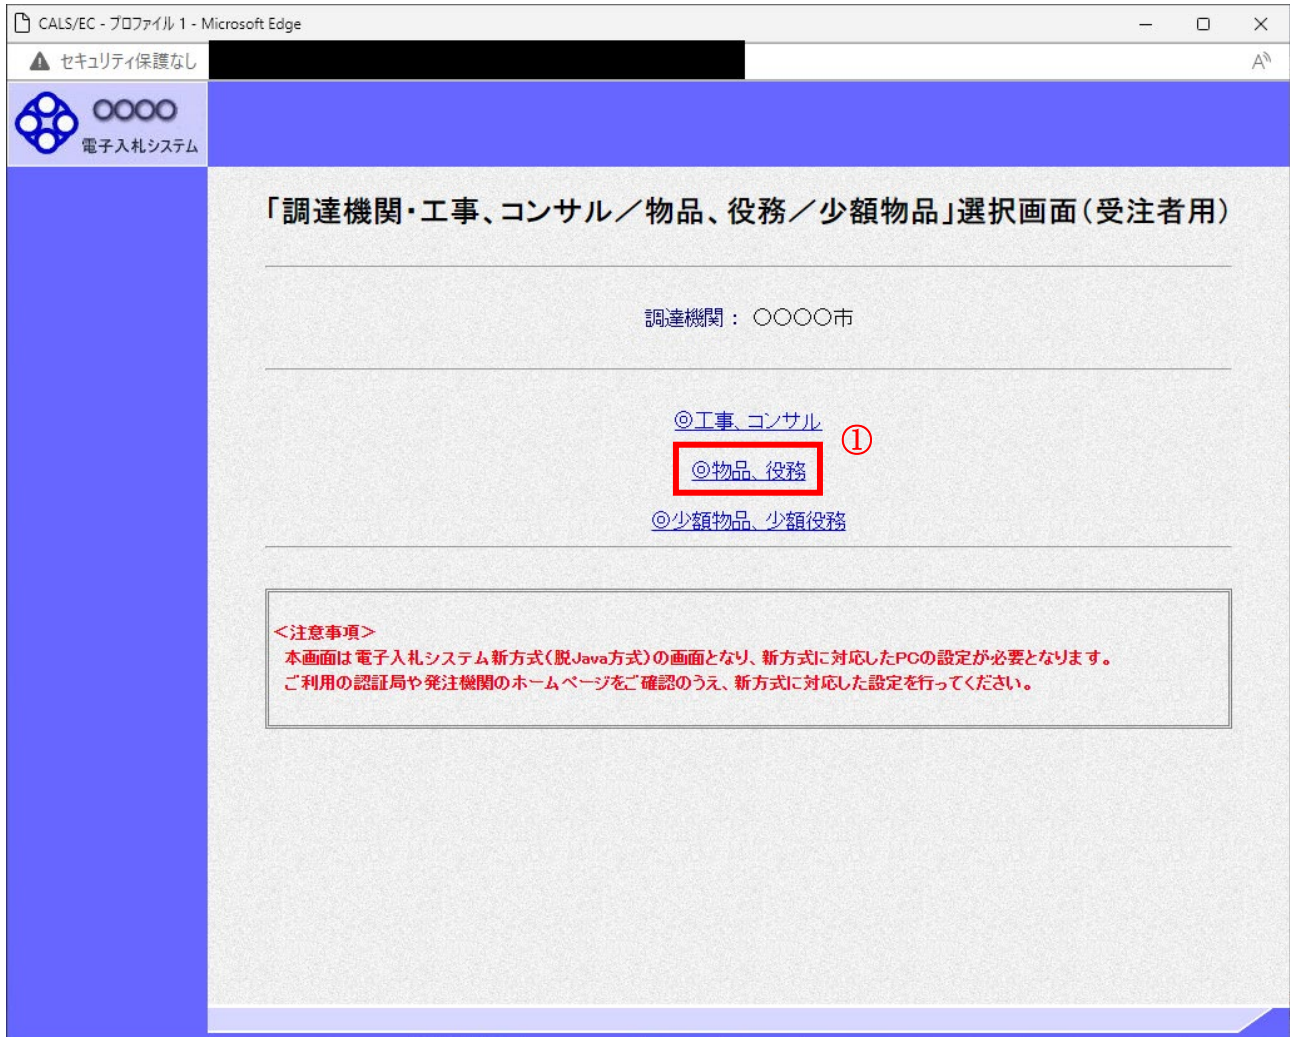 CALS/EC - プロファイル 1 - Microsoft Edge
セキュリティ保護なし
〇〇〇〇
電子入札システム
「調達機関・工事、コンサル／物品、役務／少額物品」選択画面(受注者用)
調達機関： 〇〇〇〇市
◎工事、コンサル
①
◎物品、役務
◎少額物品、少額役務
＜注意事項＞
本画面は電子入札システム新方式(脱Java方式)の画面となり、新方式に対応したPCの設定が必要となります。
ご利用の認証局や発注機関のホームページをご確認のうえ、新方式に対応した設定を行ってください。